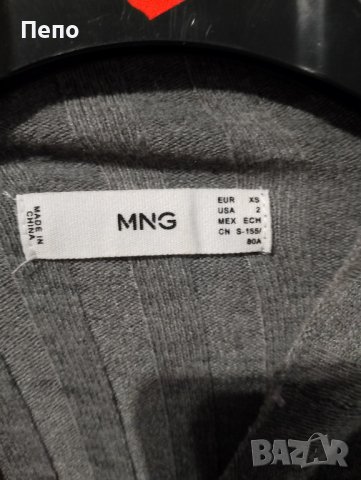 Пепо
MADE IN
CHINA
MNG
EUR XS
USA 2
MEX ECH
CN S-155/
80A
BAZAR